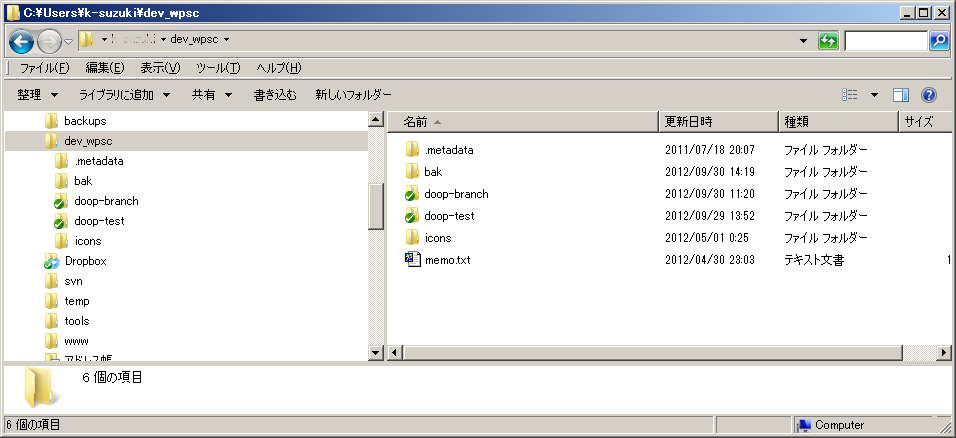 C:¥Users¥k-suzuki¥dev_wpsc
dev_wpsc
ファイル(F) 編集(E) 表示(V) ツール(T) ヘルプ(H)
整理 ライブラリに追加 共有 書き込む 新しいフォルダー
backups
dev_wpsc
.metadata
bak
doop-branch
doop-test
icons
Dropbox
svn
temp
tools
www
アドレス帳
名前 更新日時 種類 サイズ
.metadata 2011/07/18 20:07 ファイル フォルダー
bak 2012/09/30 14:19 ファイル フォルダー
doop-branch 2012/09/30 11:20 ファイル フォルダー
doop-test 2012/09/29 13:52 ファイル フォルダー
icons 2012/05/01 0:25 ファイル フォルダー
memo.txt 2012/04/30 23:03 テキスト文書 1
6 個の項目
6 個の項目 Computer